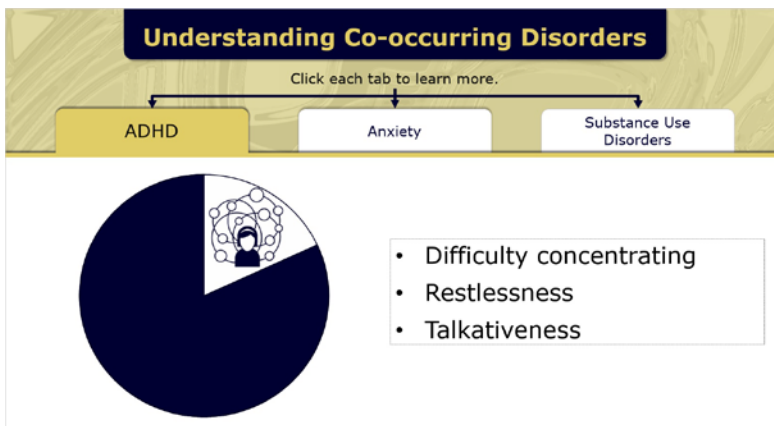 Understanding Co-occurring Disorders
Click each tab to learn more.
ADHD
Anxiety
Substance Use
Disorders
• Difficulty concentrating
• Restlessness
• Talkativeness